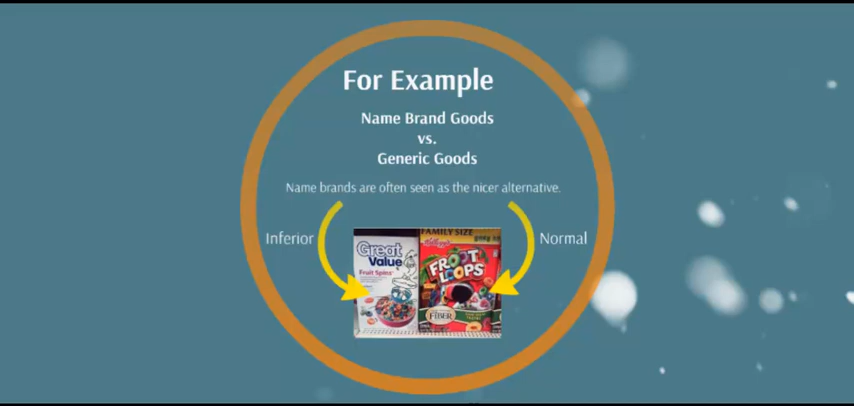 For Example
Name Brand Goods
vs.
Generic Goods
Name brands are often seen as the nicer alternative.
Inferior
Normal
Great
Value
Fruit Spins
FAMILY SIZE
Kellogg's
FROOT
LOOPS
FIBER